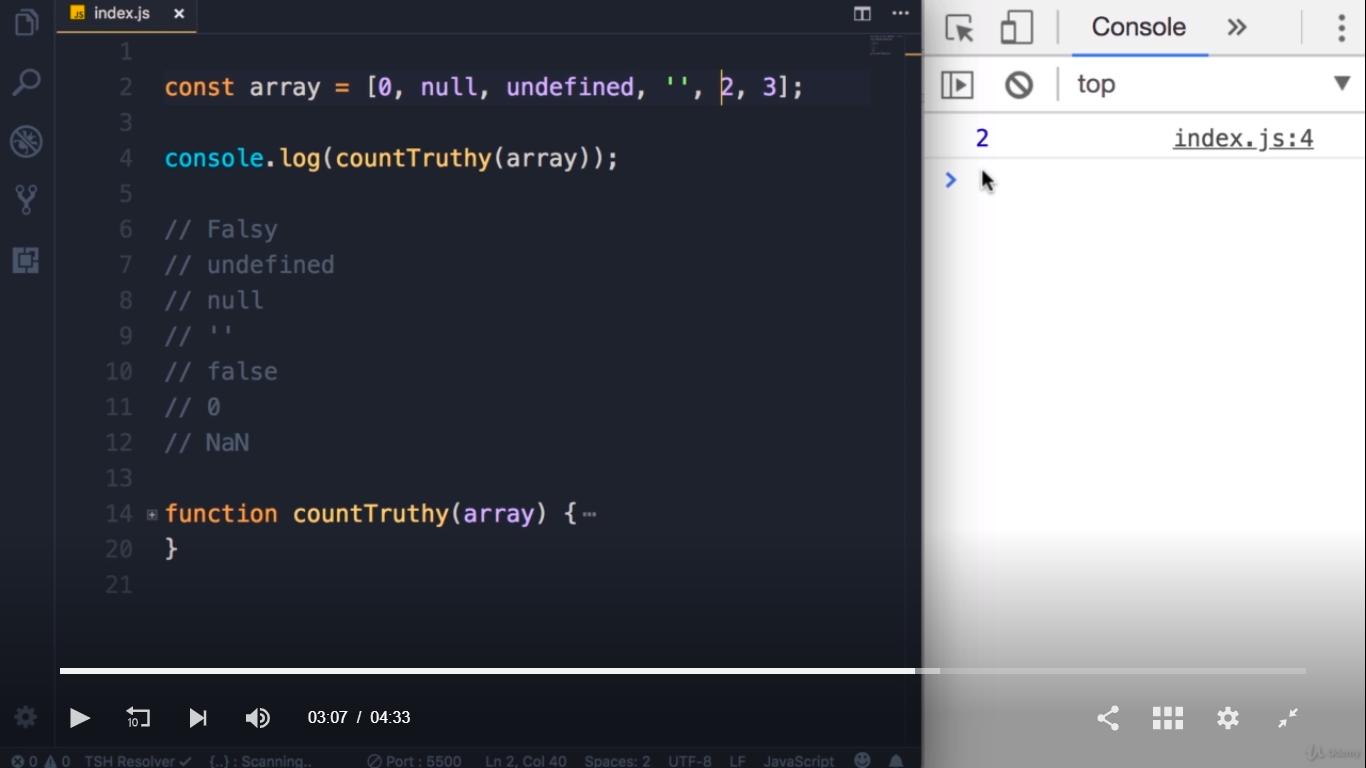 JS index.js ×
1
2 const array = [0, null, undefined, '', 2, 3];
3
4 console.log(countTruthy(array));
5
6 // Falsy
7 // undefined
8 // null
9 // ''
10 // false
11 // 0
12 // NaN
13
14 function countTruthy(array) {
20 }
21
Console
top
2 index.js:4
10
03:07 / 04:33
0 0 TSH Resolver {..} : Scanning.. Port : 5500 Ln 2, Col 40 Spaces: 2 UTF-8 LF JavaScript
Udemy